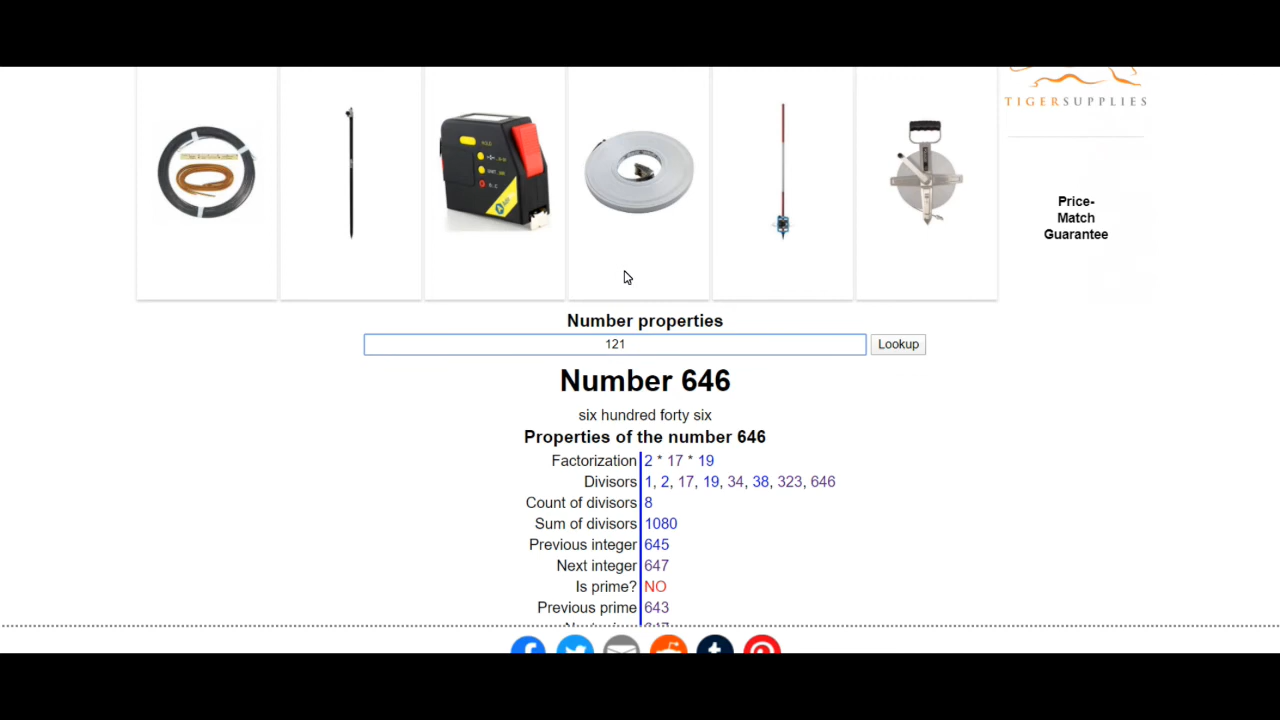 TIGERSUPPLIES
Price-
Match
Guarantee
Number properties
121
Lookup
Number 646
six hundred forty six
Properties of the number 646
Factorization 2 * 17 * 19
Divisors 1, 2, 17, 19, 34, 38, 323, 646
Count of divisors 8
Sum of divisors 1080
Previous integer 645
Next integer 647
Is prime? NO
Previous prime 643